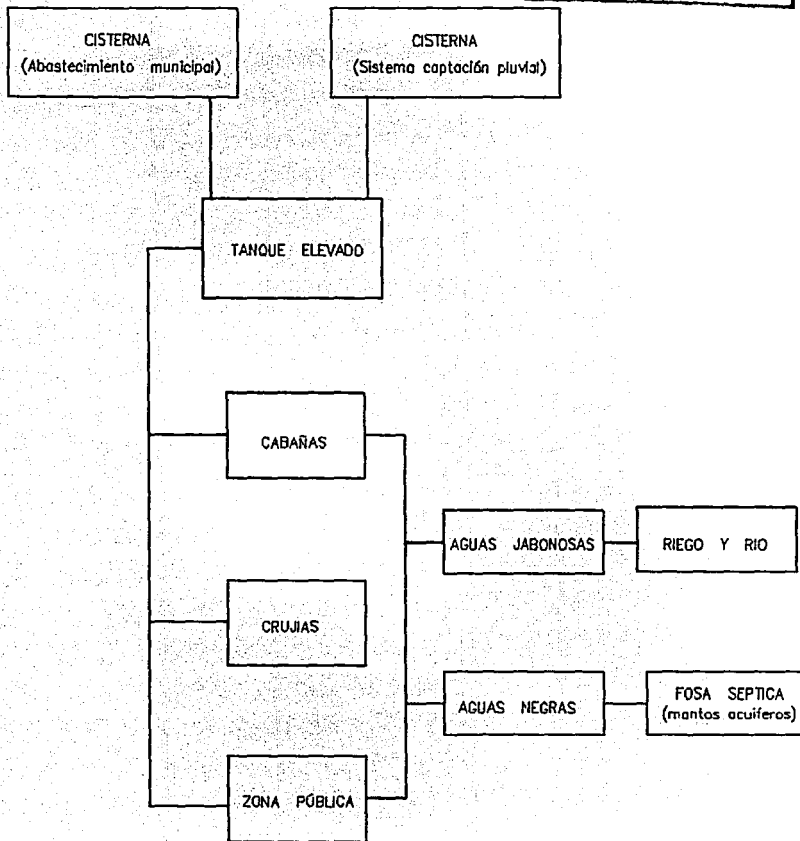 CISTERNA
(Abastecimiento municipal)
CISTERNA
(Sistema captación pluvial)
TANQUE ELEVADO
CABAÑAS
AGUAS JABONOSAS
RIEGO Y RIO
CRUJIAS
AGUAS NEGRAS
FOSA SEPTICA
(mantos acuiferos)
ZONA PÚBLICA